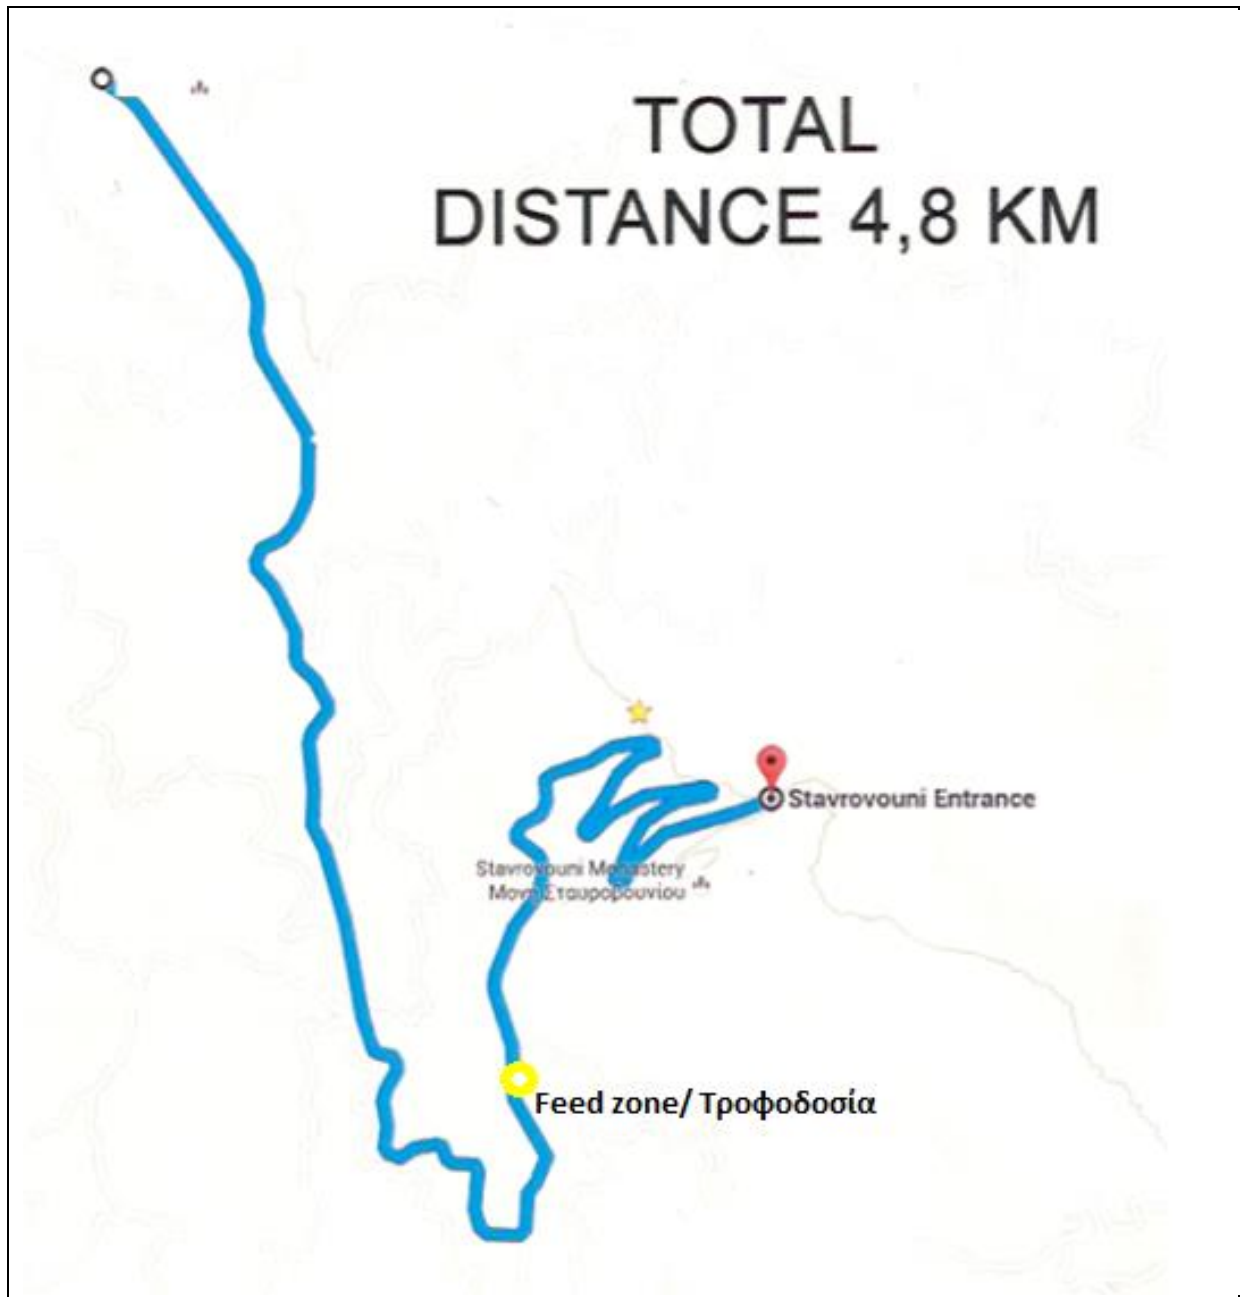 TOTAL
DISTANCE 4,8 KM
Stavrovouni Entrance
Stavrovouni Monastery
Μονή Σταυροβουνίου
Feed zone/ Τροφοδοσία